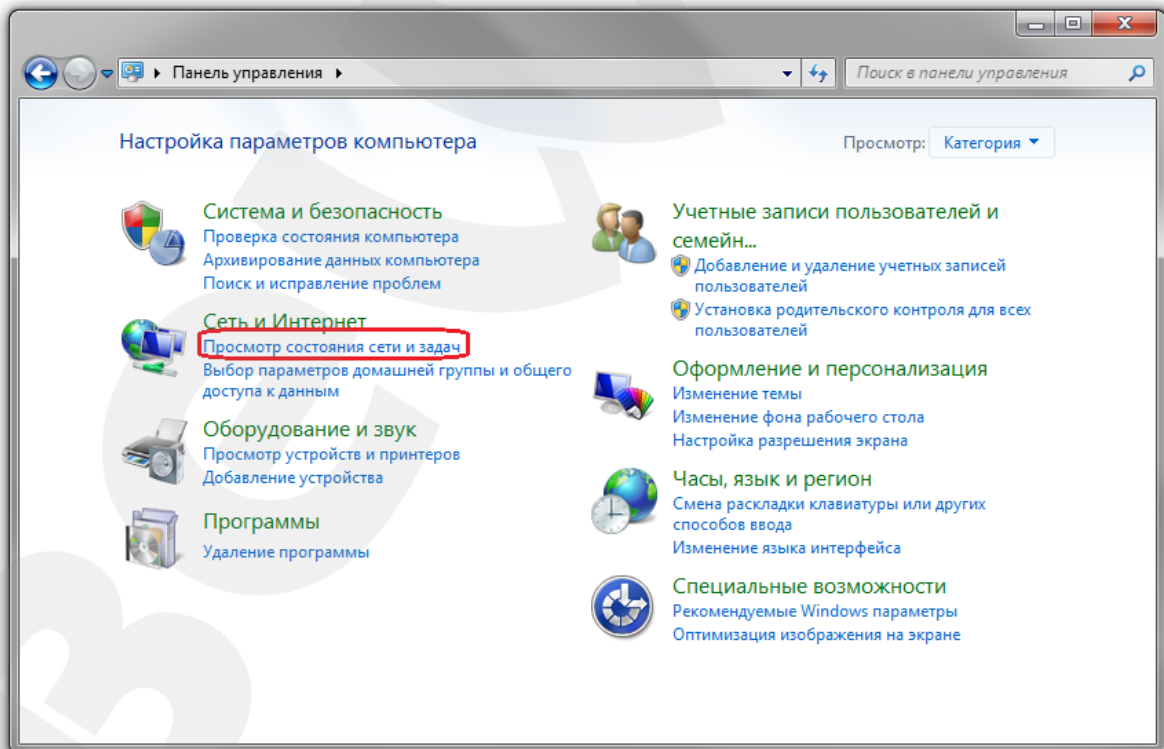 Панель управления
Поиск в панели управления
Настройка параметров компьютера
Просмотр: Категория
Система и безопасность
Проверка состояния компьютера
Архивирование данных компьютера
Поиск и исправление проблем
Сеть и Интернет
Просмотр состояния сети и задач
Выбор параметров домашней группы и общего
доступа к данным
Оборудование и звук
Просмотр устройств и принтеров
Добавление устройства
Программы
Удаление программы
Учетные записи пользователей и
семейн...
Добавление и удаление учетных записей
пользователей
Установка родительского контроля для всех
пользователей
Оформление и персонализация
Изменение темы
Изменение фона рабочего стола
Настройка разрешения экрана
Часы, язык и регион
Смена раскладки клавиатуры или других
способов ввода
Изменение языка интерфейса
Специальные возможности
Рекомендуемые Windows параметры
Оптимизация изображения на экране